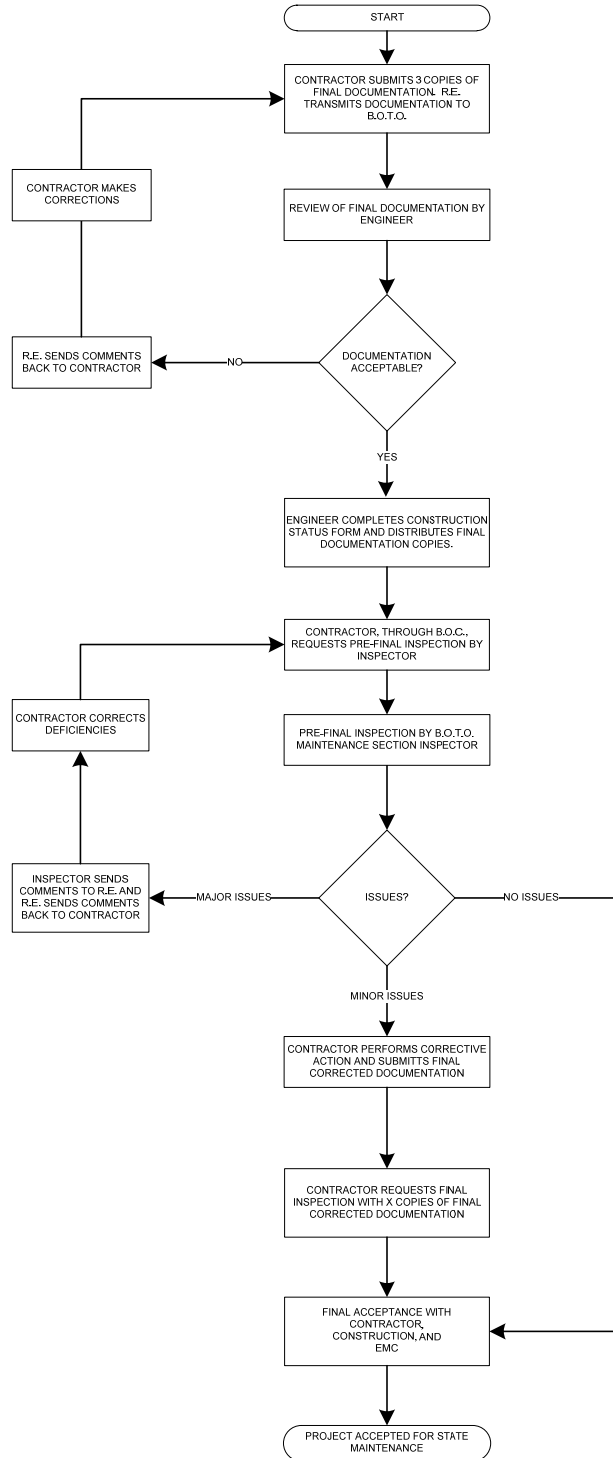 START
CONTRACTOR SUBMITS 3 COPIES OF
FINAL DOCUMENTATION. R.E.
TRANSMITS DOCUMENTATION TO
B.O.T.O.
CONTRACTOR MAKES
CORRECTIONS
REVIEW OF FINAL DOCUMENTATION BY
ENGINEER
R.E. SENDS COMMENTS
BACK TO CONTRACTOR
NO
DOCUMENTATION
ACCEPTABLE?
YES
ENGINEER COMPLETES CONSTRUCTION
STATUS FORM AND DISTRIBUTES FINAL
DOCUMENTATION COPIES.
CONTRACTOR, THROUGH B.O.C.,
REQUESTS PRE-FINAL INSPECTION BY
INSPECTOR
CONTRACTOR CORRECTS
DEFICIENCIES
PRE-FINAL INSPECTION BY B.O.T.O.
MAINTENANCE SECTION INSPECTOR
INSPECTOR SENDS
COMMENTS TO R.E. AND
R.E. SENDS COMMENTS
BACK TO CONTRACTOR
MAJOR ISSUES
ISSUES?
NO ISSUES
MINOR ISSUES
CONTRACTOR PERFORMS CORRECTIVE
ACTION AND SUBMITTS FINAL
CORRECTED DOCUMENTATION
CONTRACTOR REQUESTS FINAL
INSPECTION WITH X COPIES OF FINAL
CORRECTED DOCUMENTATION
FINAL ACCEPTANCE WITH
CONTRACTOR,
CONSTRUCTION, AND
EMC
PROJECT ACCEPTED FOR STATE
MAINTENANCE